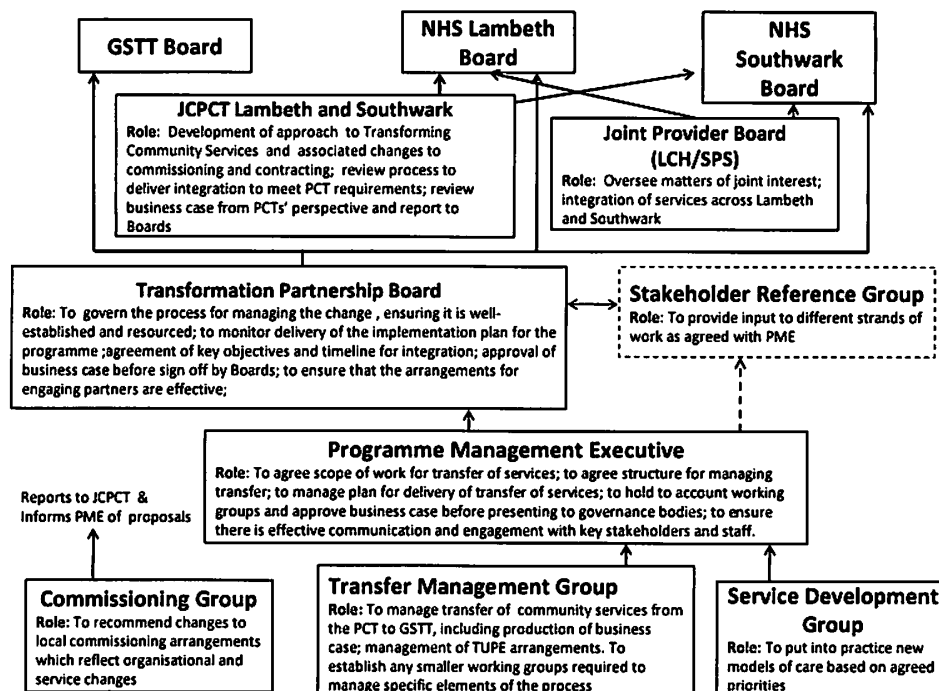 GSTT Board
NHS Lambeth
Board
NHS
Southwark
Board
JCPCT Lambeth and Southwark
Role: Development of approach to Transforming
Community Services and associated changes to
commissioning and contracting; review process to
deliver integration to meet PCT requirements; review
business case from PCTs' perspective and report to
Boards
Joint Provider Board
(LCH/SPS)
Role: Oversee matters of joint interest;
integration of services across Lambeth
and Southwark
Transformation Partnership Board
Role: To govern the process for managing the change , ensuring it is well-
established and resourced; to monitor delivery of the implementation plan for the
programme ;agreement of key objectives and timeline for integration; approval of
business case before sign off by Boards; to ensure that the arrangements for
engaging partners are effective;
Stakeholder Reference Group
Role: To provide input to different strands of
work as agreed with PME
Programme Management Executive
Role: To agree scope of work for transfer of services; to agree structure for managing
transfer; to manage plan for delivery of transfer of services; to hold to account working
groups and approve business case before presenting to governance bodies; to ensure
there is effective communication and engagement with key stakeholders and staff.
Reports to JCPCT &
Informs PME of proposals
Commissioning Group
Role: To recommend changes to
local commissioning arrangements
which reflect organisational and
service changes
Transfer Management Group
Role: To manage transfer of community services from
the PCT to GSTT, including production of business
case; management of TUPE arrangements. To
establish any smaller working groups required to
manage specific elements of the process
Service Development
Group
Role: To put into practice new
models of care based on agreed
priorities